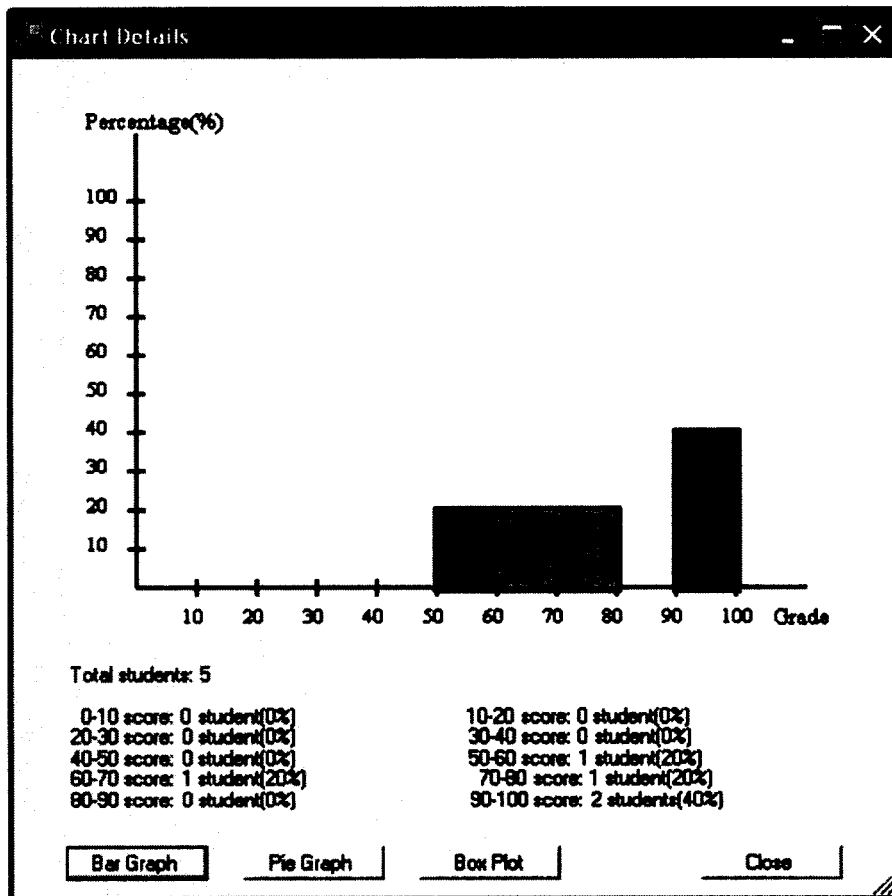 Chart Details
Percentage(%)
100
90
80
70
60
50
40
30
20
10
10 20 30 40 50 60 70 80 90 100 Grade
Total students: 5
0-10 score: 0 student(0%) 10-20 score: 0 student(0%)
20-30 score: 0 student(0%) 30-40 score: 0 student(0%)
40-50 score: 0 student(0%) 50-60 score: 1 student(20%)
60-70 score: 1 student(20%) 70-80 score: 1 student(20%)
80-90 score: 0 student(0%) 90-100 score: 2 students(40%)
Bar Graph Pie Graph Box Plot Close